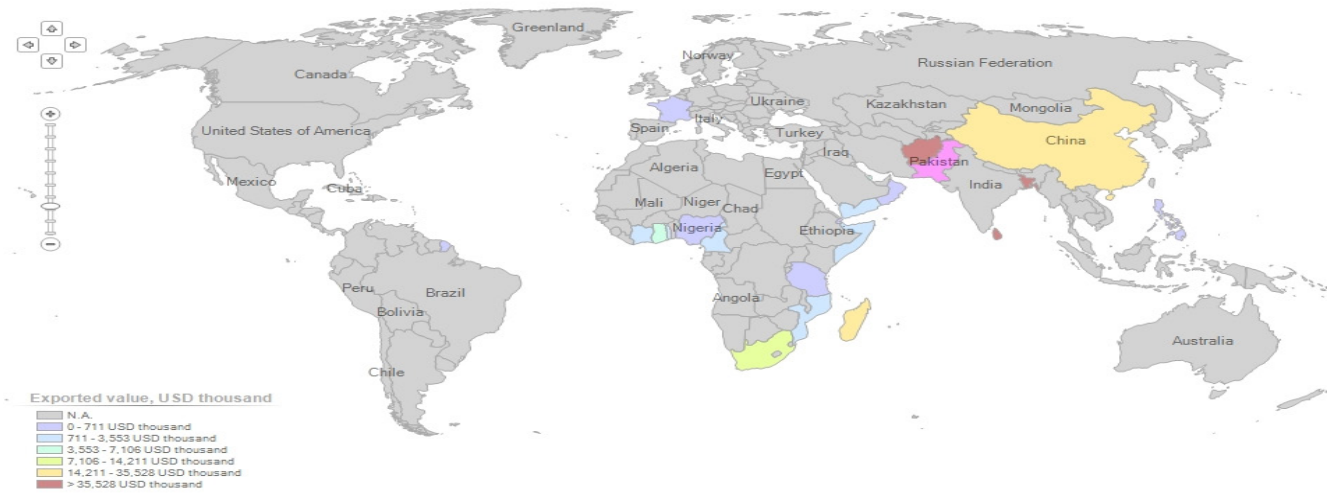 Greenland
Norway
Russian Federation
Canada
Ukraine
Kazakhstan
Mongolia
United States of America
Spain
Italy
Turkey
China
Iraq
Pakistan
Algeria
Egypt
Mexico
Cuba
India
Mali
Niger
Chad
Nigeria
Ethiopia
Peru
Brazil
Angola
Bolivia
Australia
Chile
Exported value, USD thousand
N.A.
0 - 711 USD thousand
711 - 3,553 USD thousand
3,553 - 7,106 USD thousand
7,106 - 14,211 USD thousand
14,211 - 35,528 USD thousand
> 35,528 USD thousand